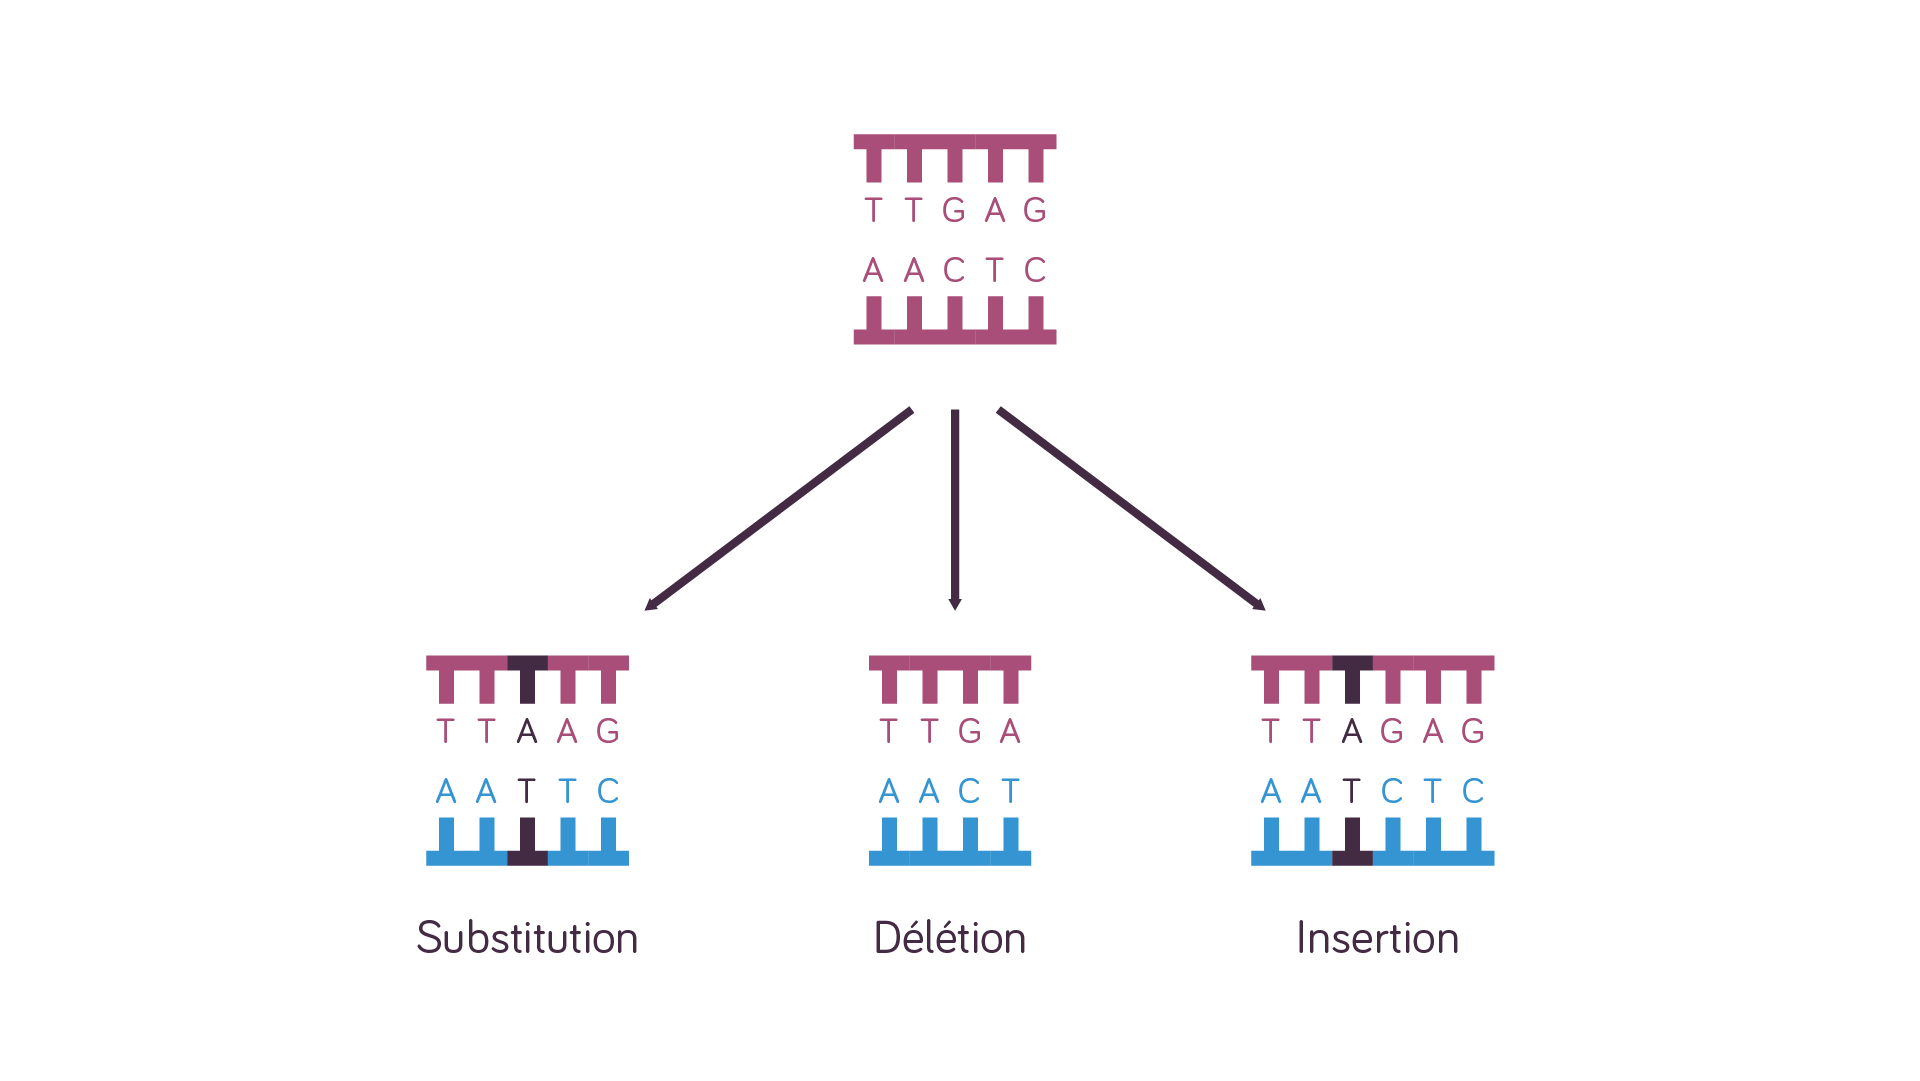 T T G A G
A A C T C
T T A A G
A A T T C
T T G A
A A C T
T T A G A G
A A T C T C
Substitution
Délétion
Insertion